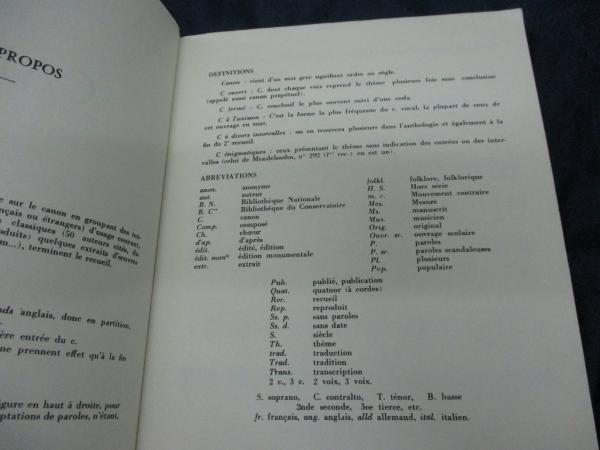 PROPOS
e sur le canon en groupant des tex-
çais ou étrangers) d'usage courant,
classiques (50 auteurs cités, du
oduits) quelques extraits d'œuvres
m...), terminent le recueil.
nds anglais, donc en partition,
ère entrée du c.
ne prennent effet qu'à la fin
igure en haut à droite, pour
ptations de paroles, n'étant.
DEFINITIONS
Canon : vient d'un mot grec signifiant ordre ou règle.
C ouvert : C. dont chaque voix reprend le thème plusieurs fois sans conclusion
(appelé aussi canon perpétuel).
C fermé : C. conclusif le plus souvent suivi d'une coda.
C à l'unisson : C'est la forme la plus fréquente du c. vocal, la plupart de ceux de
cet ouvrage en sont.
C à divers intervalles : on en trouvera plusieurs dans l'anthologie et également à la
fin du 2e recueil.
C énigmatiques : ceux présentant le thème sans indication des entrées ou des inter-
valles (celui de Mendelssohn, n° 292 (1er rec.) en est un).
ABREVIATIONS
anon. anonyme
aut. auteur
B. N. Bibliothèque Nationale
B. Cre Bibliothèque du Conservatoire
C. canon
Comp. composé
Ch. chœur
d'ap. d'après
édit. édité, édition
édit. monle édition monumentale
extr. extrait
folkl. folklore, folklorique
H. S. Hors série
m. c. Mouvement contraire
Mes. Mesure
Ms. manuscrit
Mus. musicien
Orig. original
Ouvr. sc. ouvrage scolaire
P. paroles
P. sc. paroles scandaleuses
Pl. plusieurs
Pop. populaire
Pub. publié, publication
Quat. quatuor (à cordes)
Rec. recueil
Rep. reproduit
Ss. p. sans paroles
Ss. d. sans date
S. siècle
Th. thème
trad. traduction
Trad. tradition
Trans. transcription
2 v., 3 v. 2 voix, 3 voix.
S. soprano, C. contralto, T. ténor, B. basse
2nde seconde, 3ce tierce, etc.
fr. français, ang. anglais, alld allemand, ital. italien.